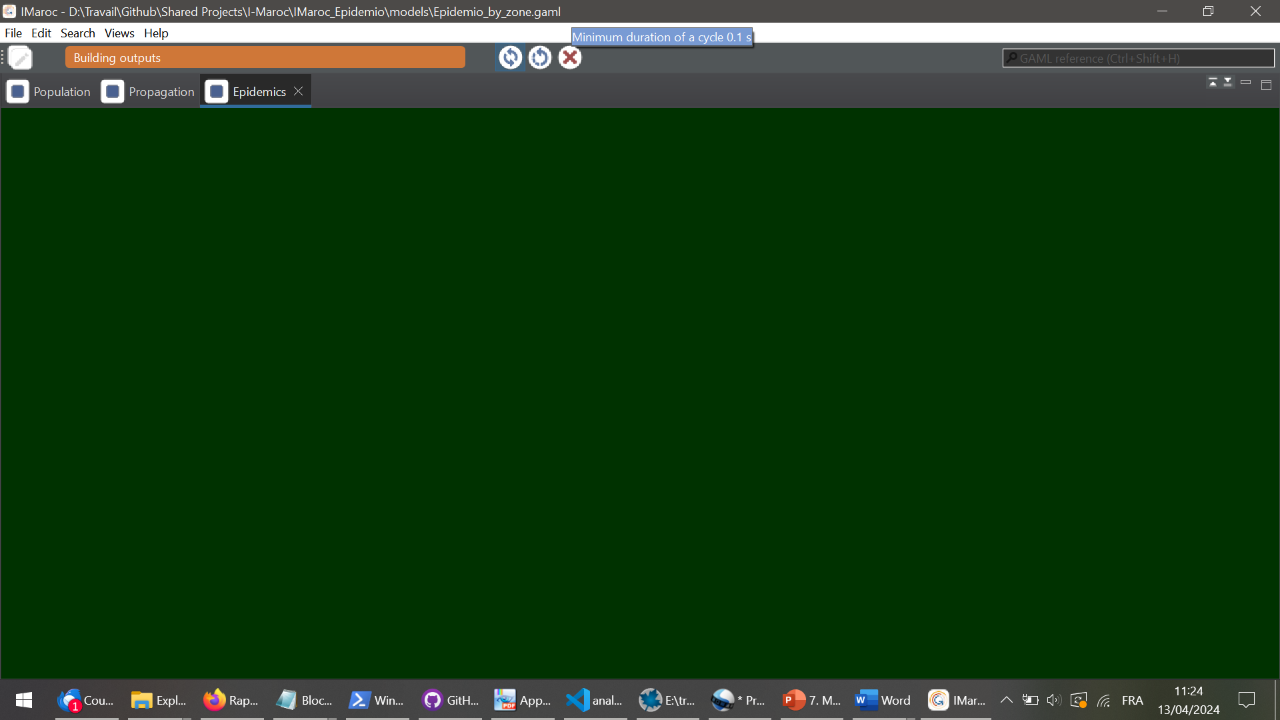 IMaroc - D:\Travail\Github\Shared Projects\I-Maroc\IMaroc_Epidemio\models\Epidemio_by_zone.gaml
File Edit Search Views Help
Minimum duration of a cycle 0.1 s
Building outputs
GAML reference (Ctrl+Shift+H)
Population Propagation Epidemics
1
Cou... Expl... Rap... Bloc... Win... GitH... App... anal... E:\tr... * Pr... 7. M... Word IMar... FRA
11:24
13/04/2024